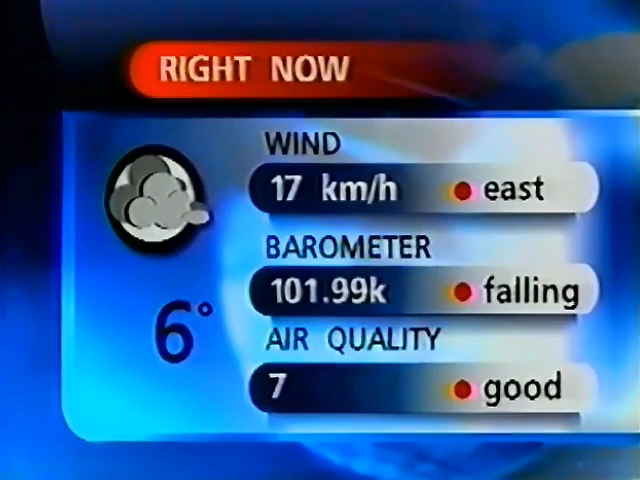 RIGHT NOW
WIND
17 km/h east
BAROMETER
101.99k falling
6°
AIR QUALITY
7 good